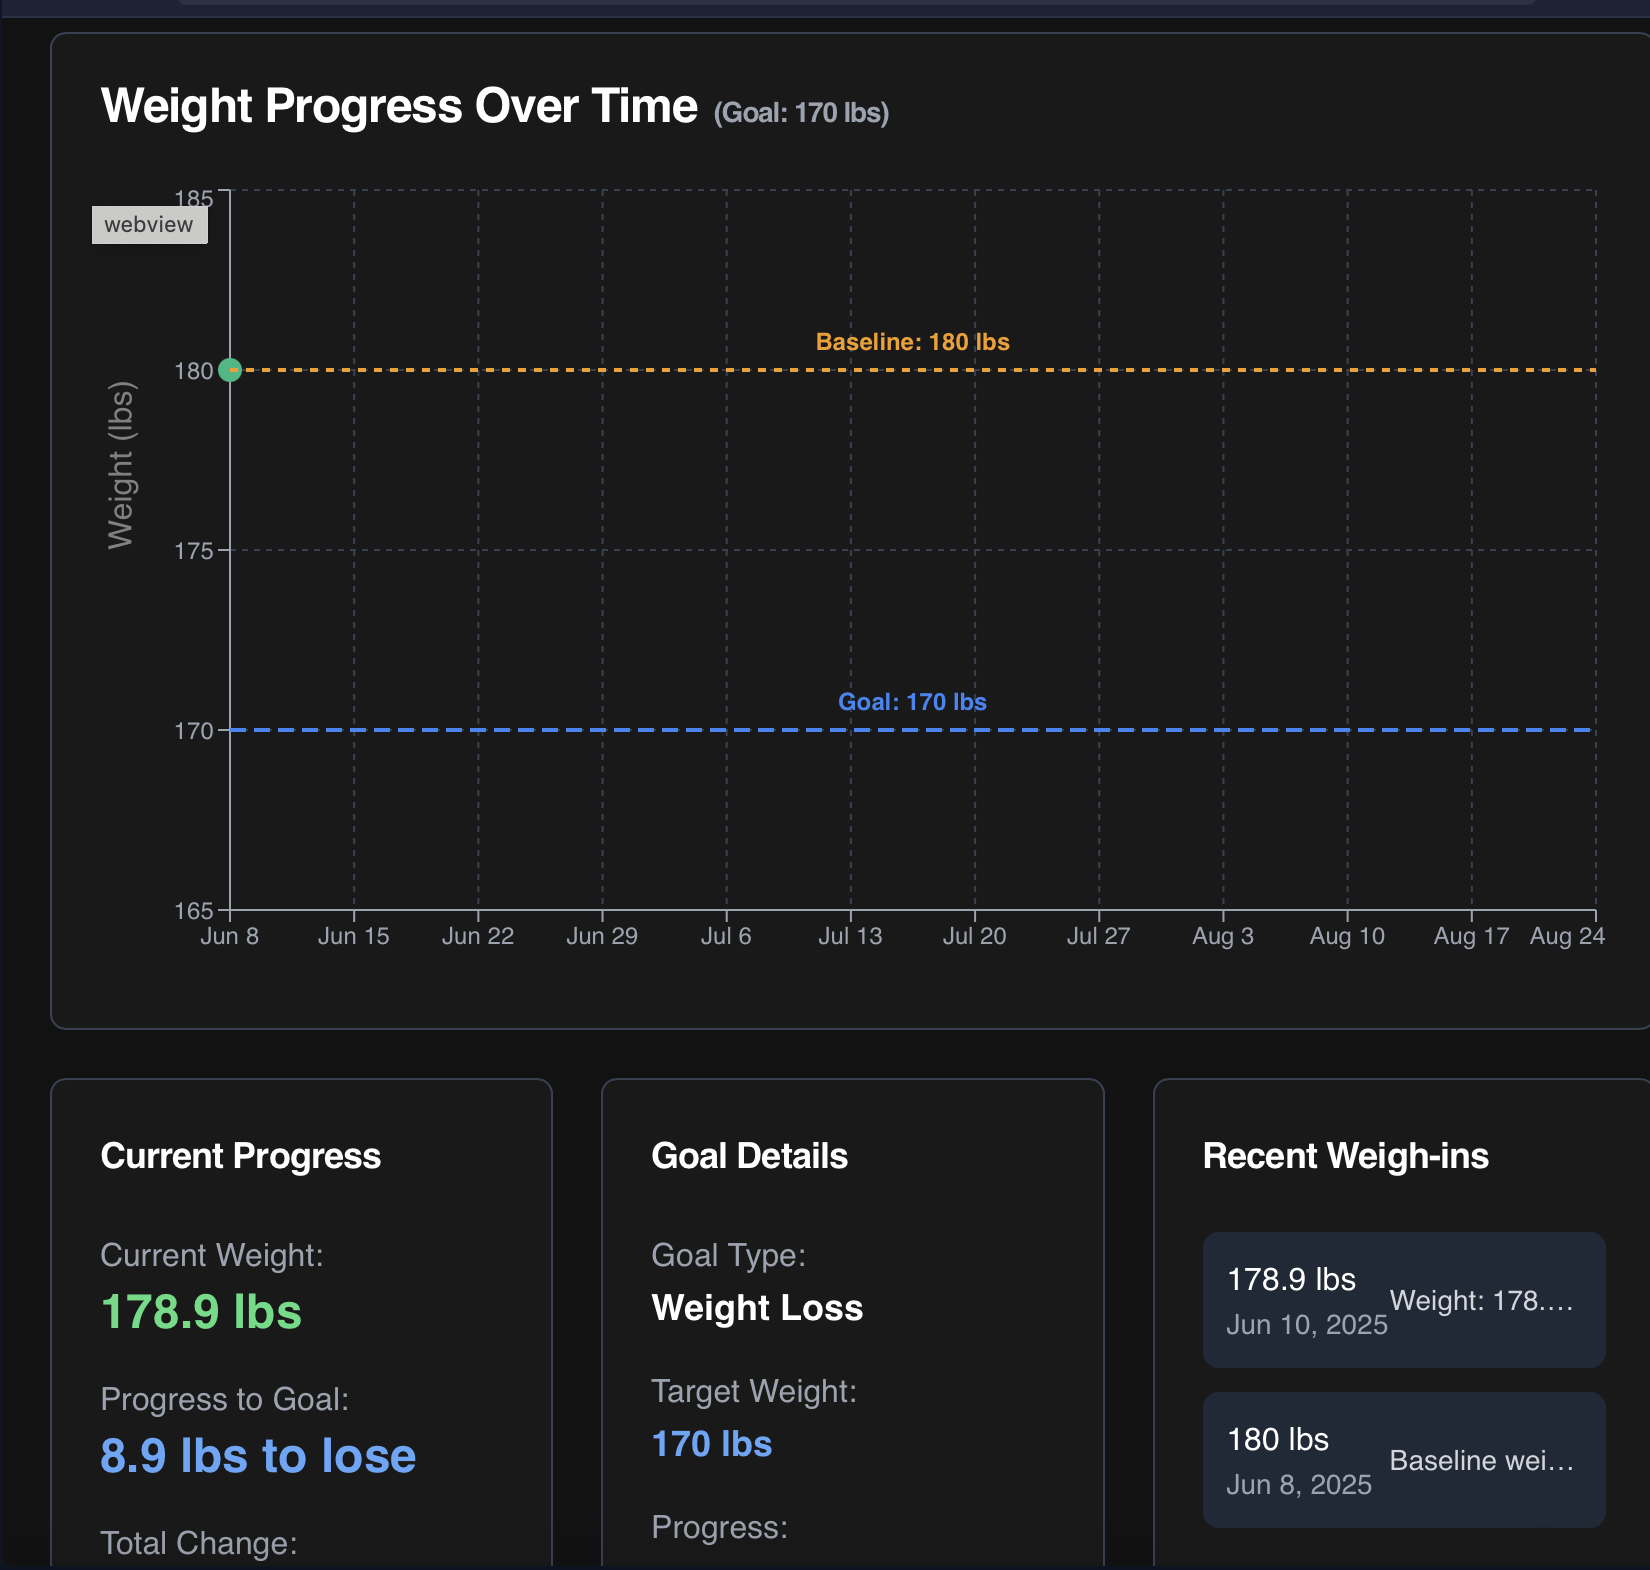 Weight Progress Over Time (Goal: 170 lbs)
185
webview
Baseline: 180 lbs
180
Weight (lbs)
175
Goal: 170 lbs
170
165
Jun 8 Jun 15 Jun 22 Jun 29 Jul 6 Jul 13 Jul 20 Jul 27 Aug 3 Aug 10 Aug 17 Aug 24
Current Progress
Current Weight:
178.9 lbs
Progress to Goal:
8.9 lbs to lose
Total Change:
Goal Details
Goal Type:
Weight Loss
Target Weight:
170 lbs
Progress:
Recent Weigh-ins
178.9 lbs
Jun 10, 2025
Weight: 178....
180 lbs
Jun 8, 2025
Baseline wei...